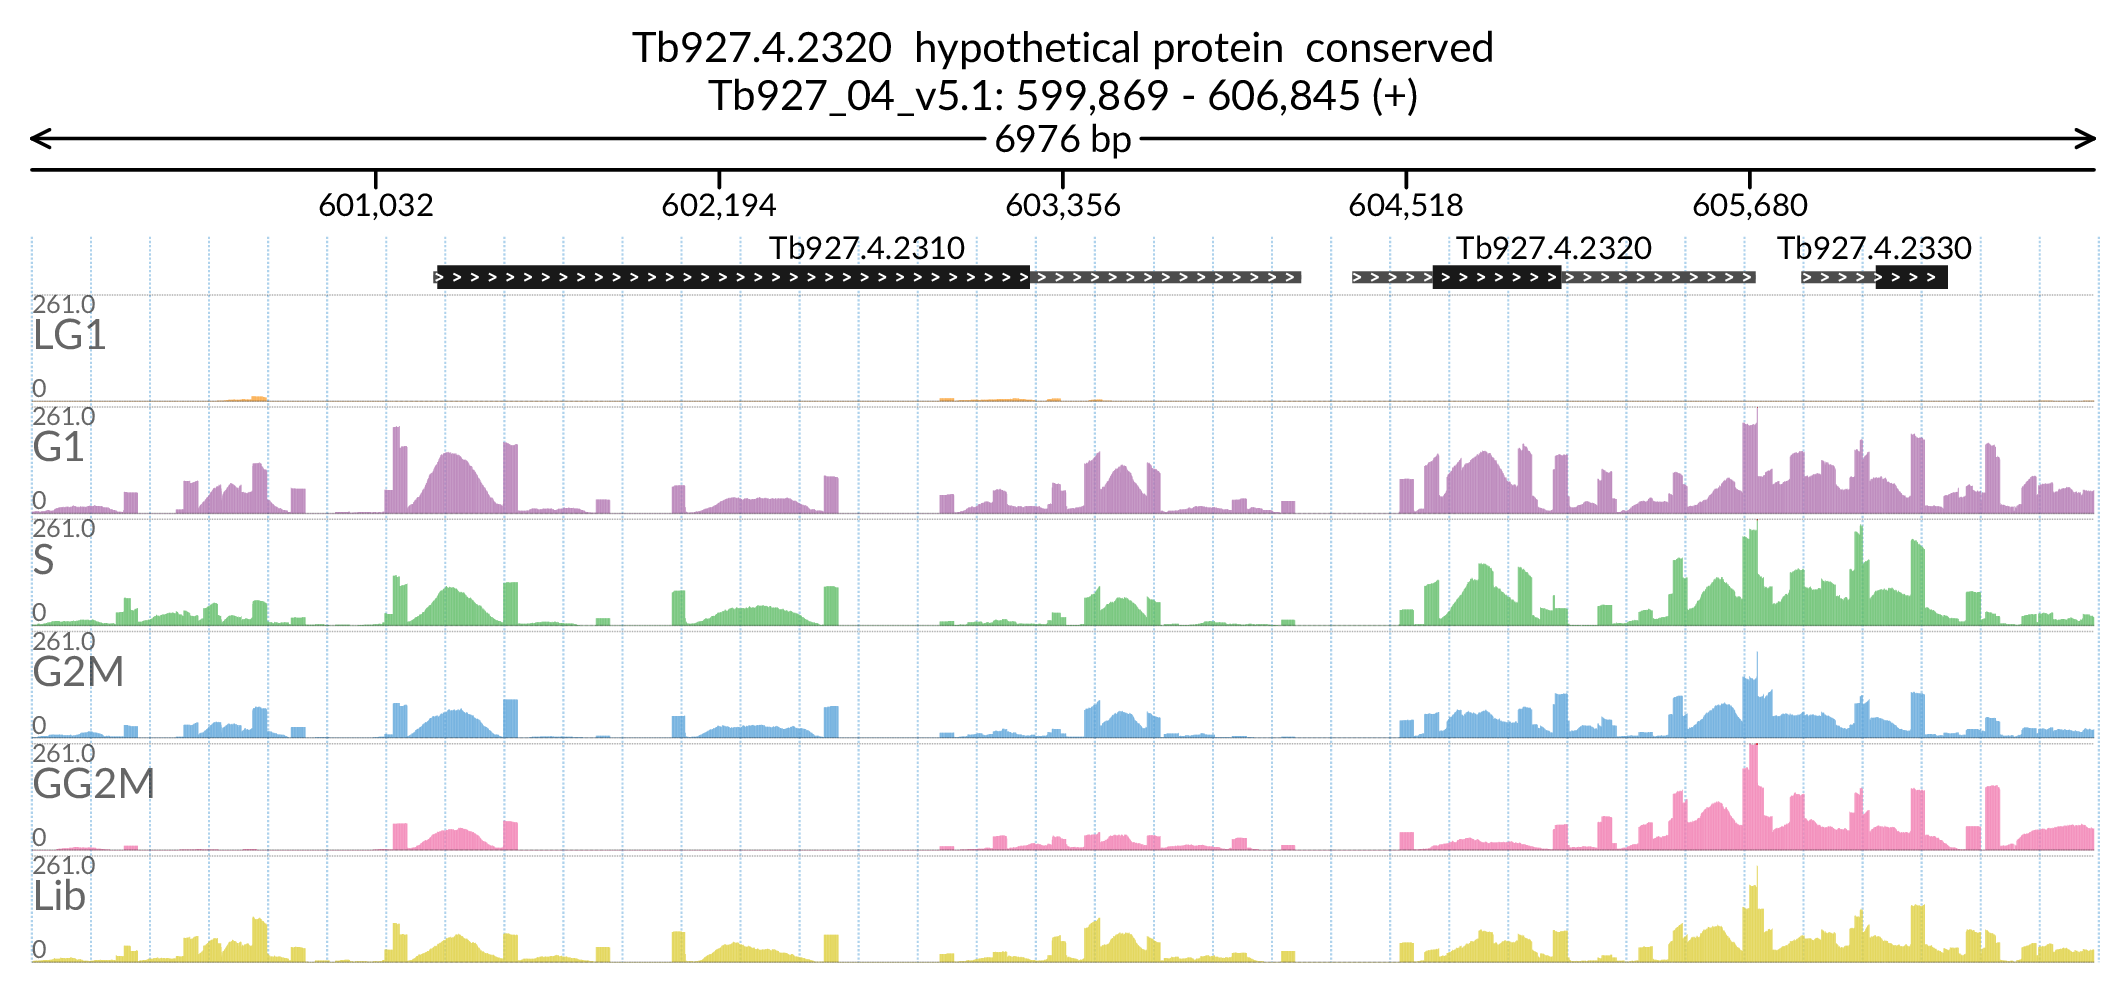 Tb927.4.2320  hypothetical protein  conserved
Tb927_04_v5.1: 599,869 - 606,845 (+)
6976 bp
601,032 602,194 603,356 604,518 605,680
Tb927.4.2310 Tb927.4.2320 Tb927.4.2330
261.0
LG1
0
261.0
G1
0
261.0
S
0
261.0
G2M
0
261.0
GG2M
0
261.0
Lib
0